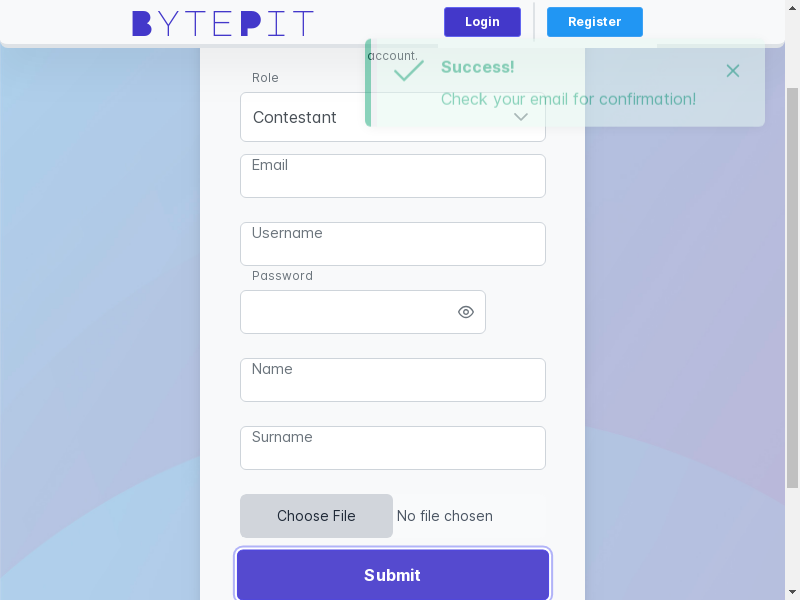 BYTEPIT
Login
Register
account.
Success!
Check your email for confirmation!
Role
Contestant
Email
Username
Password
Name
Surname
Choose File
No file chosen
Submit